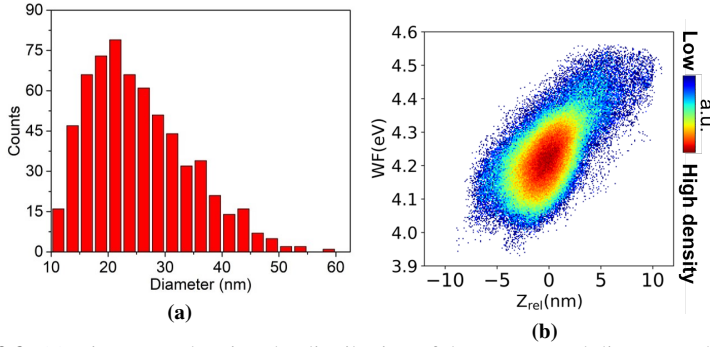 90
75
60
45
30
15
0
Counts
10 20 30 40 50 60
Diameter (nm)
(a)
4.6
4.5
4.4
4.3
4.2
4.1
4.0
3.9
WF(eV)
−10 −5 0 5 10
Zrel(nm)
(b)
Low
a.u.
High density